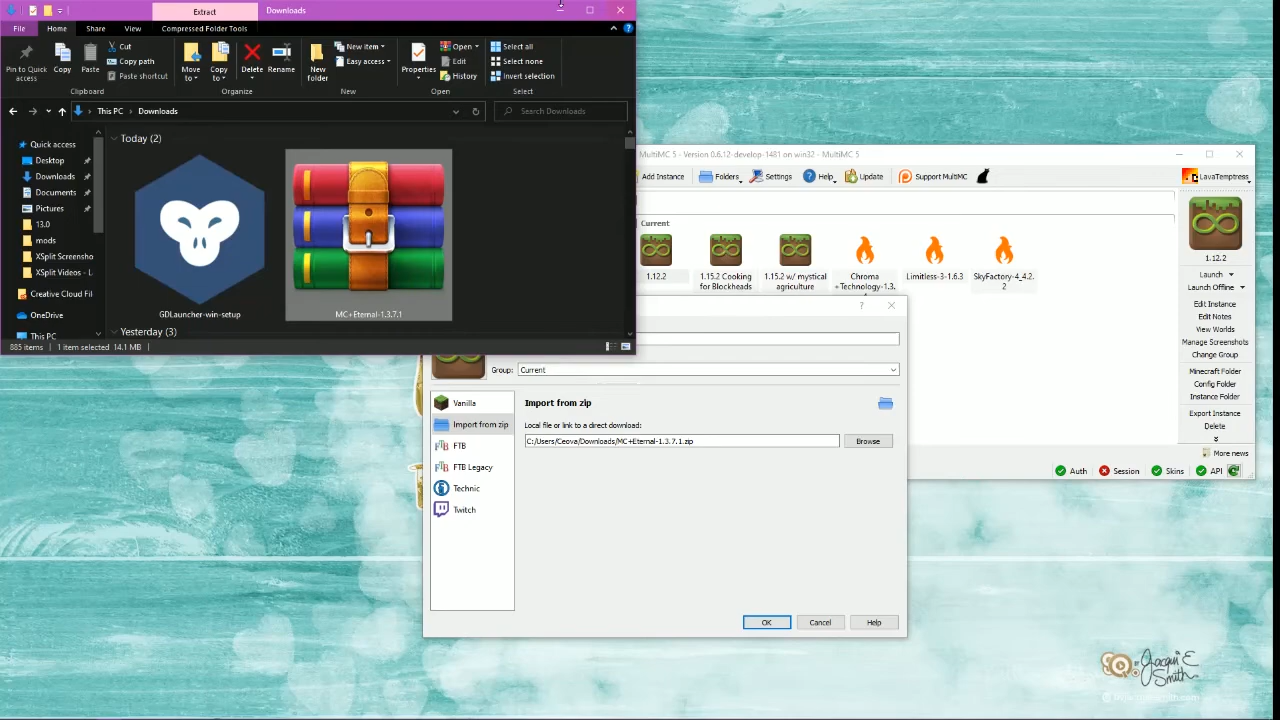 Extract
Downloads
File
Home
Share
View
Compressed Folder Tools
Pin to Quick access
Copy
Paste
Cut
Copy path
Paste shortcut
Move to
Copy to
Delete
Rename
New folder
New item
Easy access
Properties
Open
Edit
History
Select all
Select none
Invert selection
Clipboard
Organize
New
Open
Select
This PC
Downloads
Search Downloads
Quick access
Desktop
Downloads
Documents
Pictures
13.0
mods
XSplit Screensho
XSplit Videos - L
Creative Cloud Fil
OneDrive
This PC
Today (2)
GDLauncher-win-setup
MC+Eternal-1.3.7.1
Yesterday (3)
885 items
1 item selected 14.1 MB
MultiMC 5 - Version 0.6.12-develop-1481 on win32 - MultiMC 5
Add Instance
Folders
Settings
Help
Update
Support MultiMC
LavaTemptress
Current
1.12.2
1.15.2 Cooking for Blockheads
1.15.2 w/ mystical agriculture
Chroma
+Technology-1.3.
Limitless-3-1.6.3
SkyFactory-4_4.2.
2
1.12.2
Launch
Launch Offline
Edit Instance
Edit Notes
View Worlds
Manage Screenshots
Change Group
Minecraft Folder
Config Folder
Instance Folder
Export Instance
Delete
More news
Auth
Session
Skins
API
Group:
Current
Vanilla
Import from zip
FTB
FTB Legacy
Technic
Twitch
Import from zip
Local file or link to a direct download:
C:/Users/Ceova/Downloads/MC+Eternal-1.3.7.1.zip
Browse
OK
Cancel
Help
Jacqui E
Smith